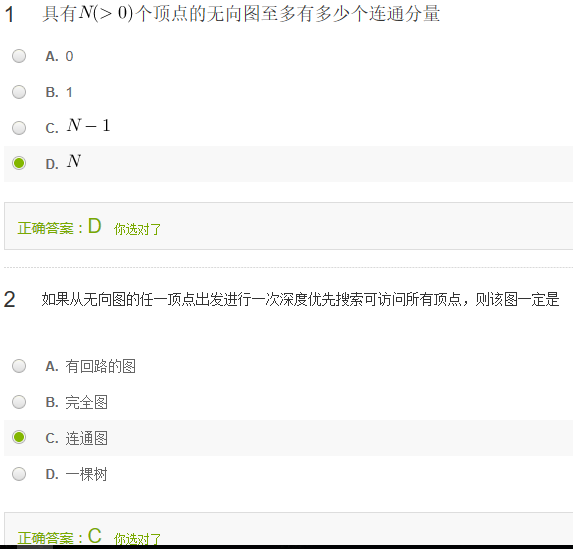 1 具有N(> 0)个顶点的无向图至多有多少个连通分量
A. 0
B. 1
C. N − 1
D. N
正确答案：D 你选对了
2 如果从无向图的任一顶点出发进行一次深度优先搜索可访问所有顶点，则该图一定是
A. 有回路的图
B. 完全图
C. 连通图
D. 一棵树
正确答案：C 你选对了